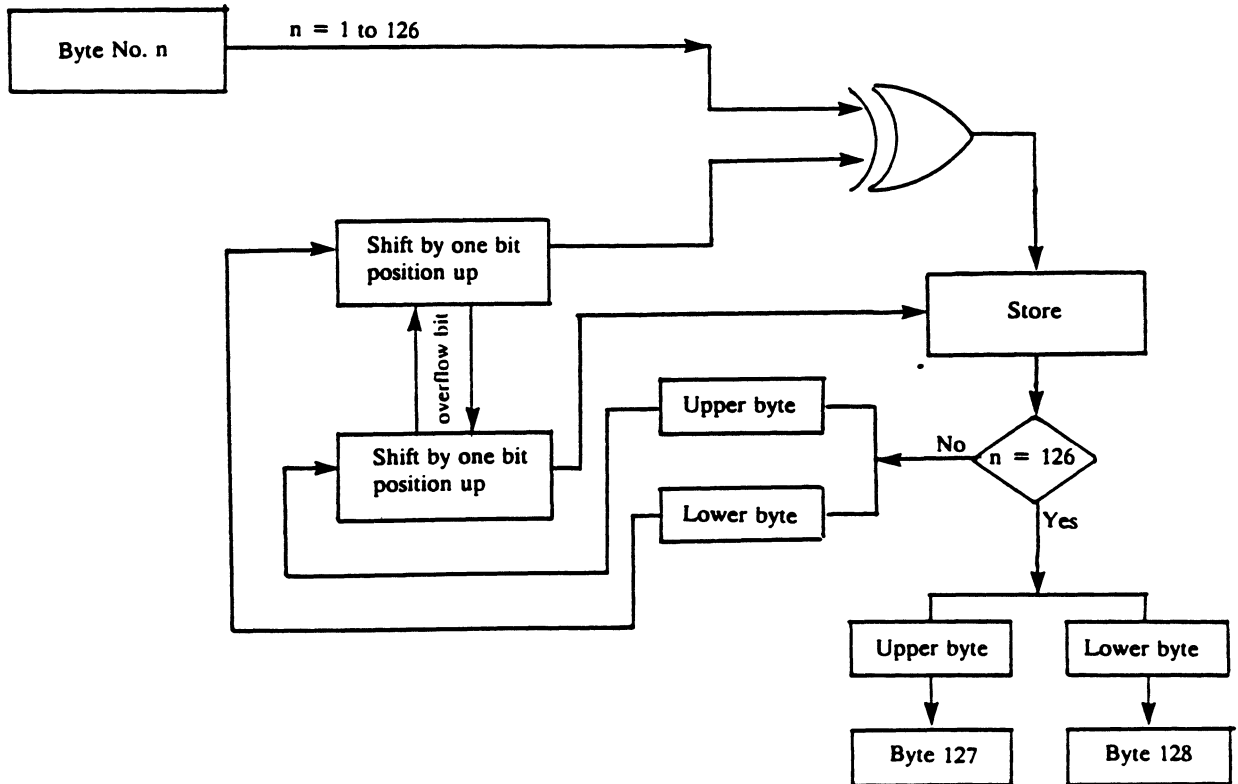 Byte No. n
n = 1 to 126
Shift by one bit
position up
overflow bit
Store
Upper byte
Shift by one bit
position up
No
n = 126
Lower byte
Yes
Upper byte
Lower byte
Byte 127
Byte 128